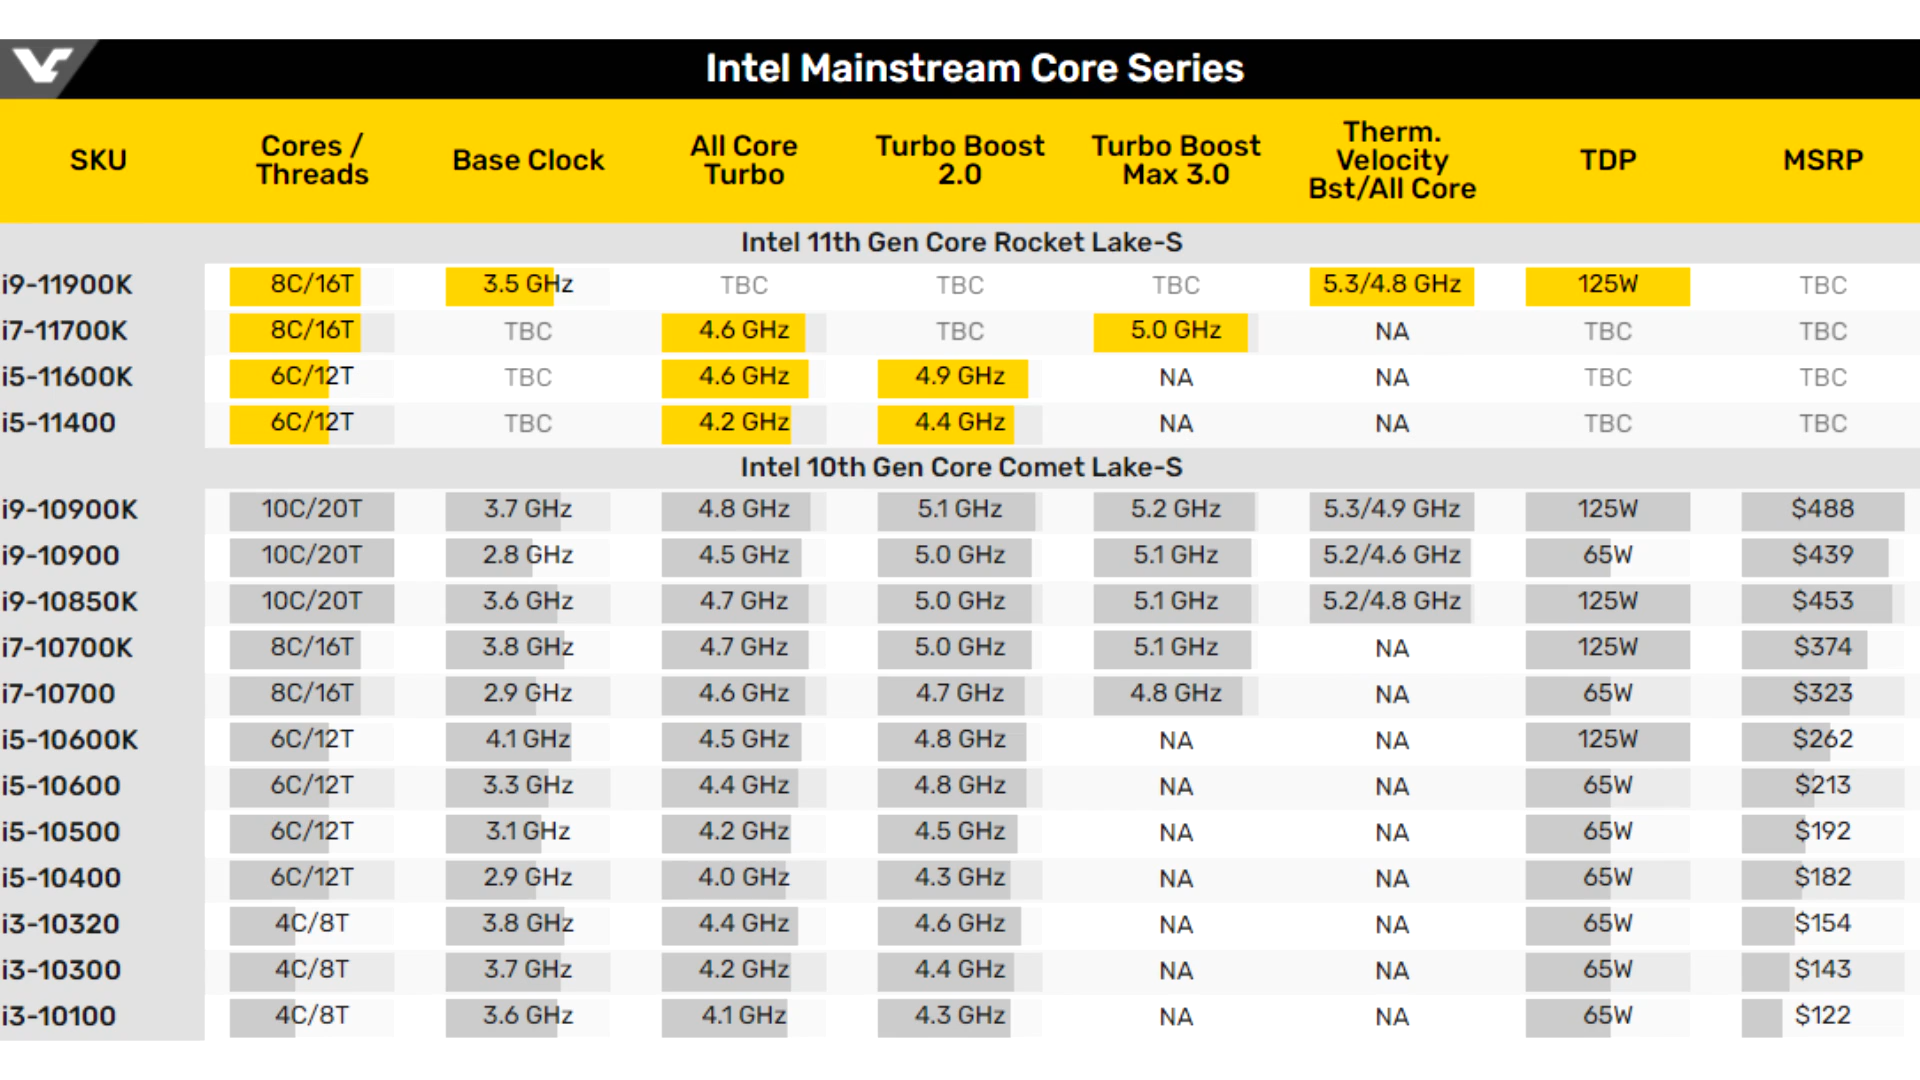 Intel Mainstream Core Series
SKU Cores / Threads Base Clock All Core Turbo Turbo Boost 2.0 Turbo Boost Max 3.0 Therm. Velocity Bst/All Core TDP MSRP
Intel 11th Gen Core Rocket Lake-S
i9-11900K 8C/16T 3.5 GHz TBC TBC TBC 5.3/4.8 GHz 125W TBC
i7-11700K 8C/16T TBC 4.6 GHz TBC 5.0 GHz NA TBC TBC
i5-11600K 6C/12T TBC 4.6 GHz 4.9 GHz NA NA TBC TBC
i5-11400 6C/12T TBC 4.2 GHz 4.4 GHz NA NA TBC TBC
Intel 10th Gen Core Comet Lake-S
i9-10900K 10C/20T 3.7 GHz 4.8 GHz 5.1 GHz 5.2 GHz 5.3/4.9 GHz 125W $488
i9-10900 10C/20T 2.8 GHz 4.5 GHz 5.0 GHz 5.1 GHz 5.2/4.6 GHz 65W $439
i9-10850K 10C/20T 3.6 GHz 4.7 GHz 5.0 GHz 5.1 GHz 5.2/4.8 GHz 125W $453
i7-10700K 8C/16T 3.8 GHz 4.7 GHz 5.0 GHz 5.1 GHz NA 125W $374
i7-10700 8C/16T 2.9 GHz 4.6 GHz 4.7 GHz 4.8 GHz NA 65W $323
i5-10600K 6C/12T 4.1 GHz 4.5 GHz 4.8 GHz NA NA 125W $262
i5-10600 6C/12T 3.3 GHz 4.4 GHz 4.8 GHz NA NA 65W $213
i5-10500 6C/12T 3.1 GHz 4.2 GHz 4.5 GHz NA NA 65W $192
i5-10400 6C/12T 2.9 GHz 4.0 GHz 4.3 GHz NA NA 65W $182
i3-10320 4C/8T 3.8 GHz 4.4 GHz 4.6 GHz NA NA 65W $154
i3-10300 4C/8T 3.7 GHz 4.2 GHz 4.4 GHz NA NA 65W $143
i3-10100 4C/8T 3.6 GHz 4.1 GHz 4.3 GHz NA NA 65W $122